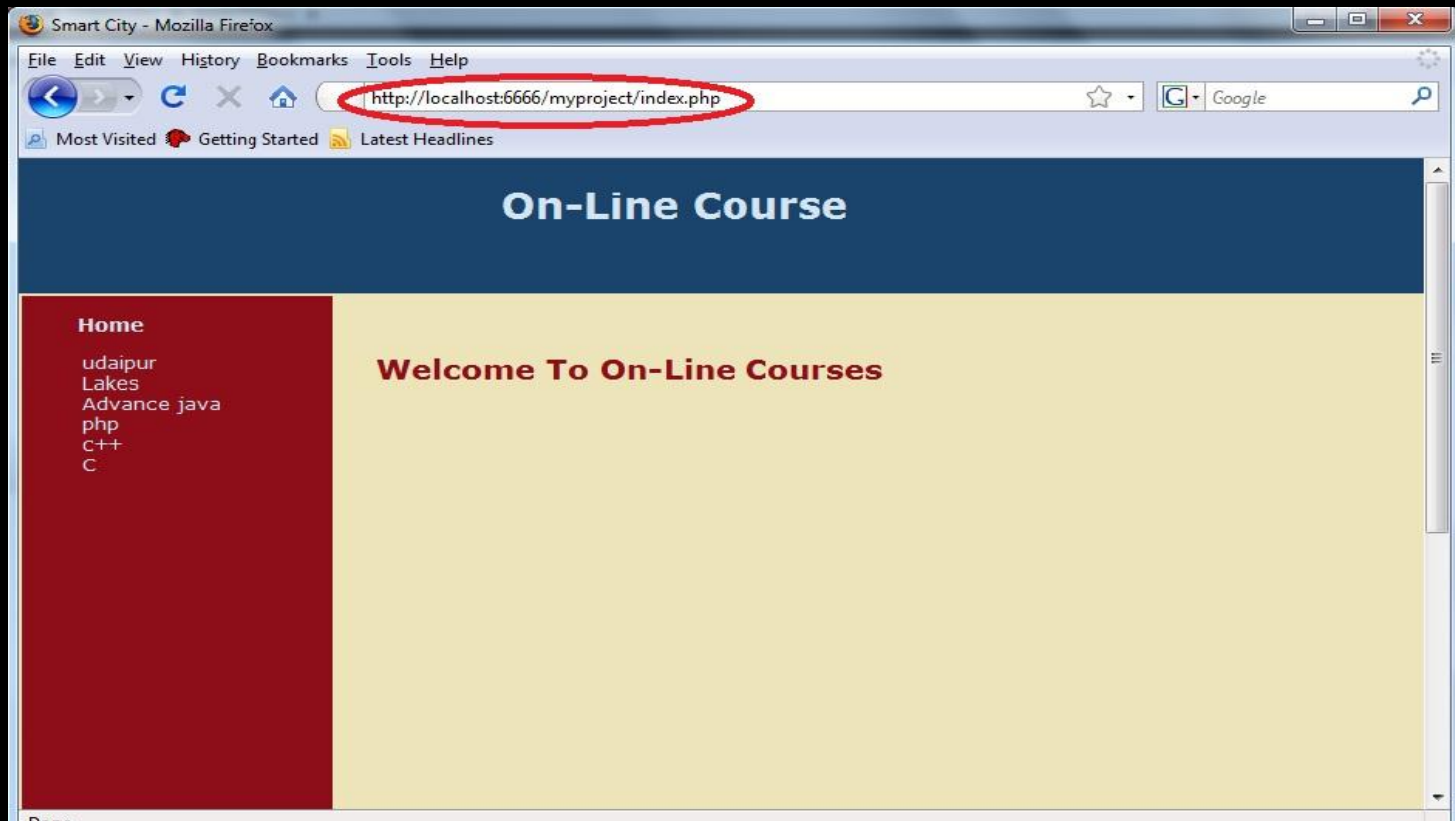 Smart City - Mozilla Firefox
File Edit View History Bookmarks Tools Help
http://localhost:6666/myproject/index.php
G Google
Most Visited Getting Started Latest Headlines
On-Line Course
Home
udaipur
Lakes
Advance java
php
c++
C
Welcome To On-Line Courses